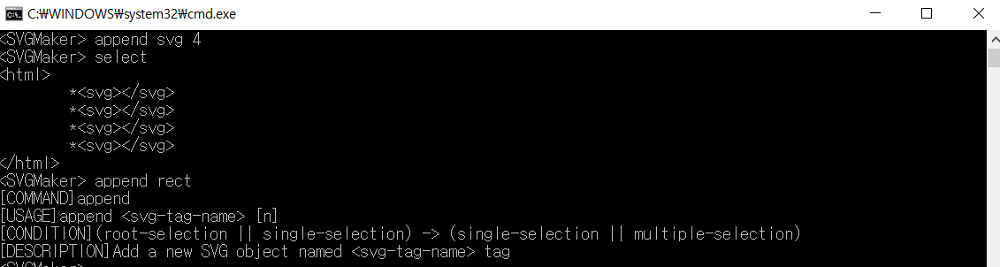 C:₩WINDOWS₩system32₩cmd.exe
<SVGMaker> append svg 4
<SVGMaker> select
<html>
        *<svg></svg>
        *<svg></svg>
        *<svg></svg>
        *<svg></svg>
</html>
<SVGMaker> append rect
[COMMAND]append
[USAGE]append <svg-tag-name> [n]
[CONDITION](root-selection || single-selection) -> (single-selection || multiple-selection)
[DESCRIPTION]Add a new SVG object named <svg-tag-name> tag
<SVGMaker>